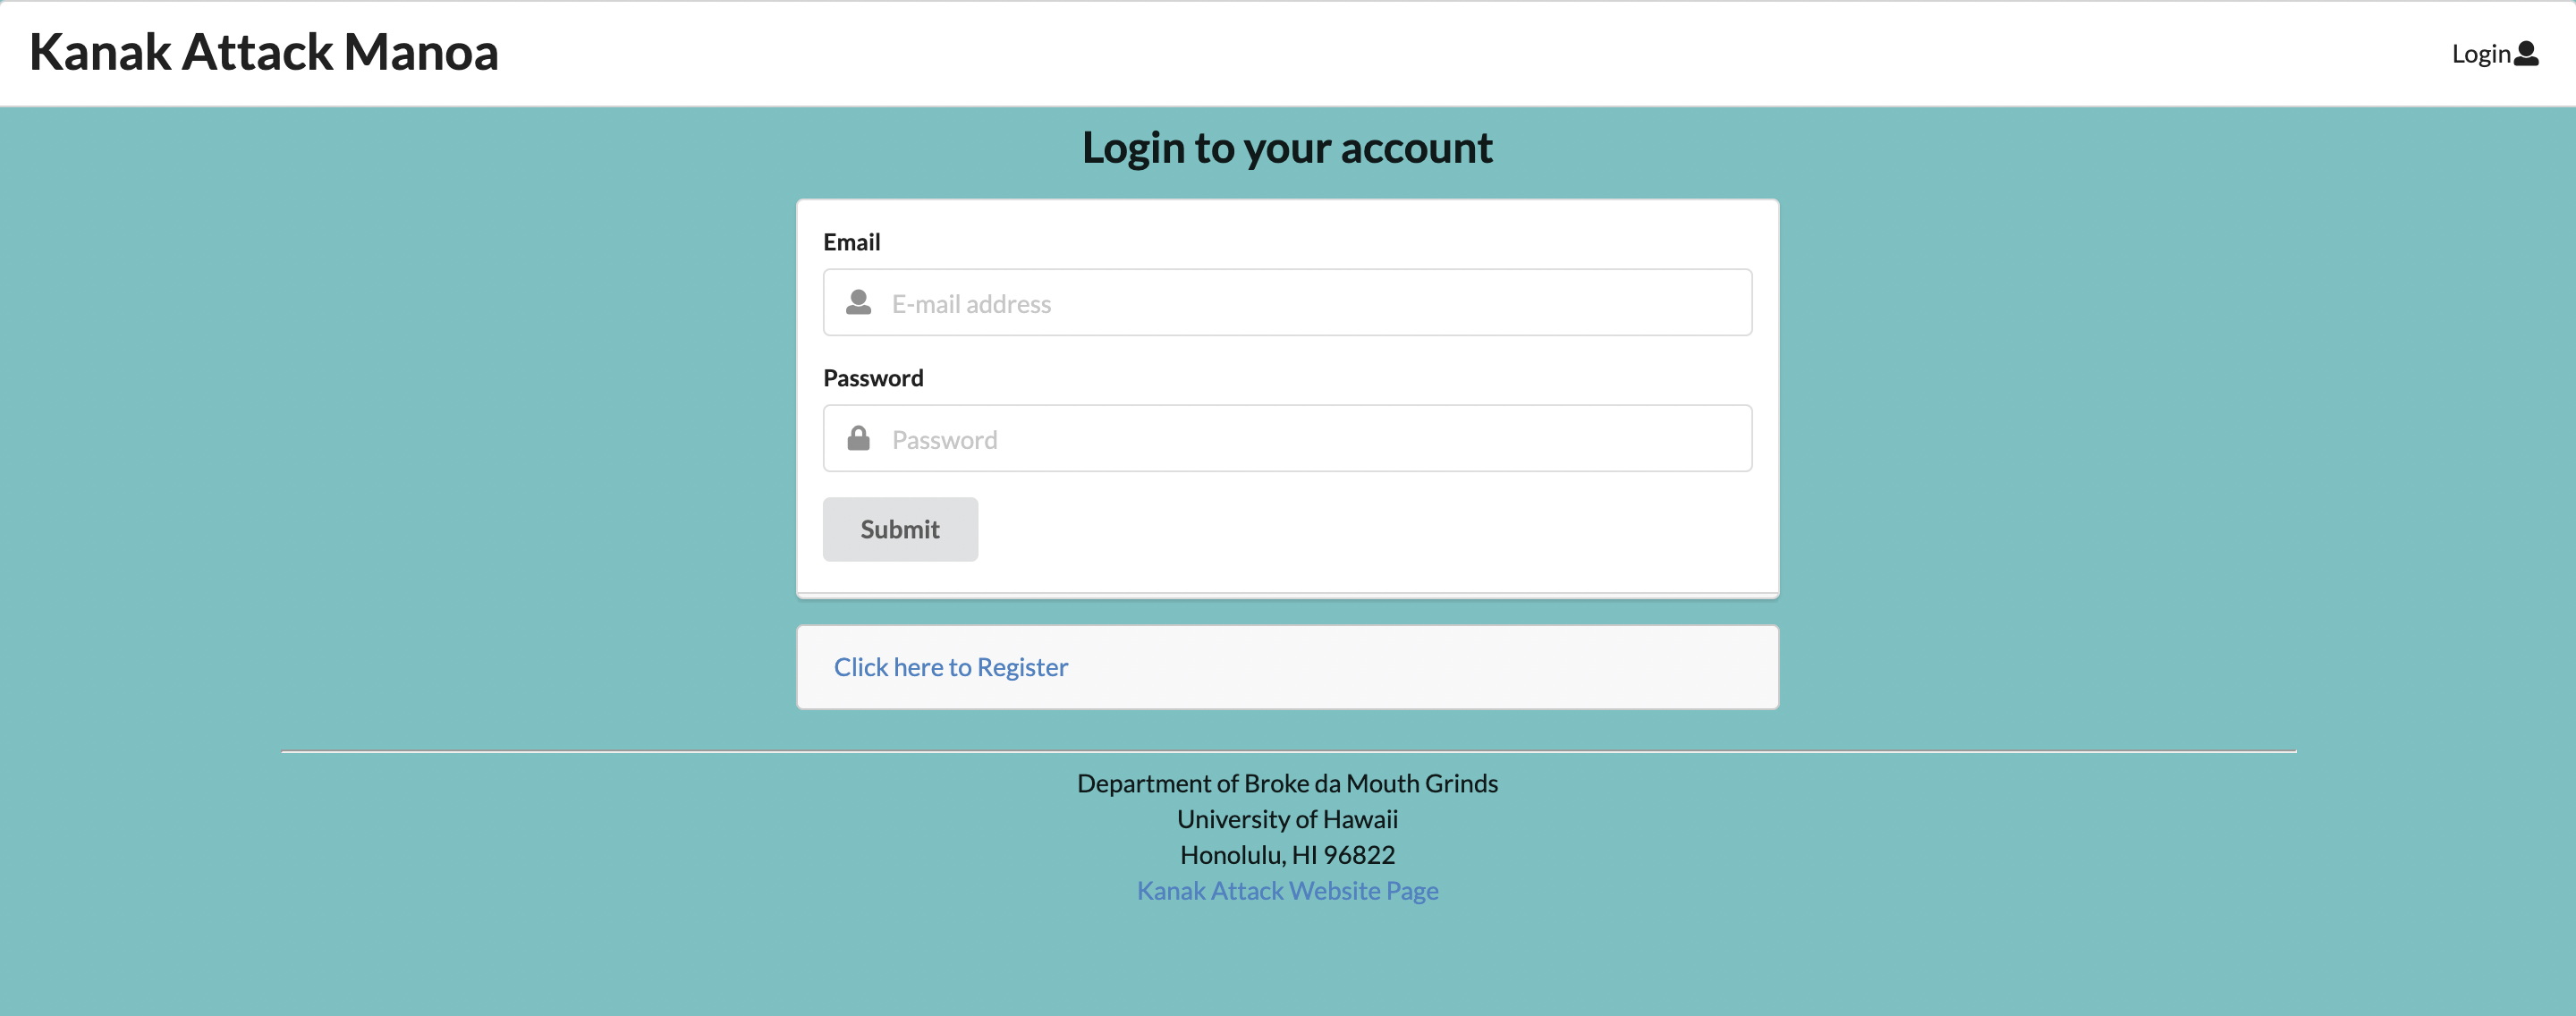 Kanak Attack Manoa
Login
Login to your account
Email
E-mail address
Password
Password
Submit
Click here to Register
Department of Broke da Mouth Grinds
University of Hawaii
Honolulu, HI 96822
Kanak Attack Website Page